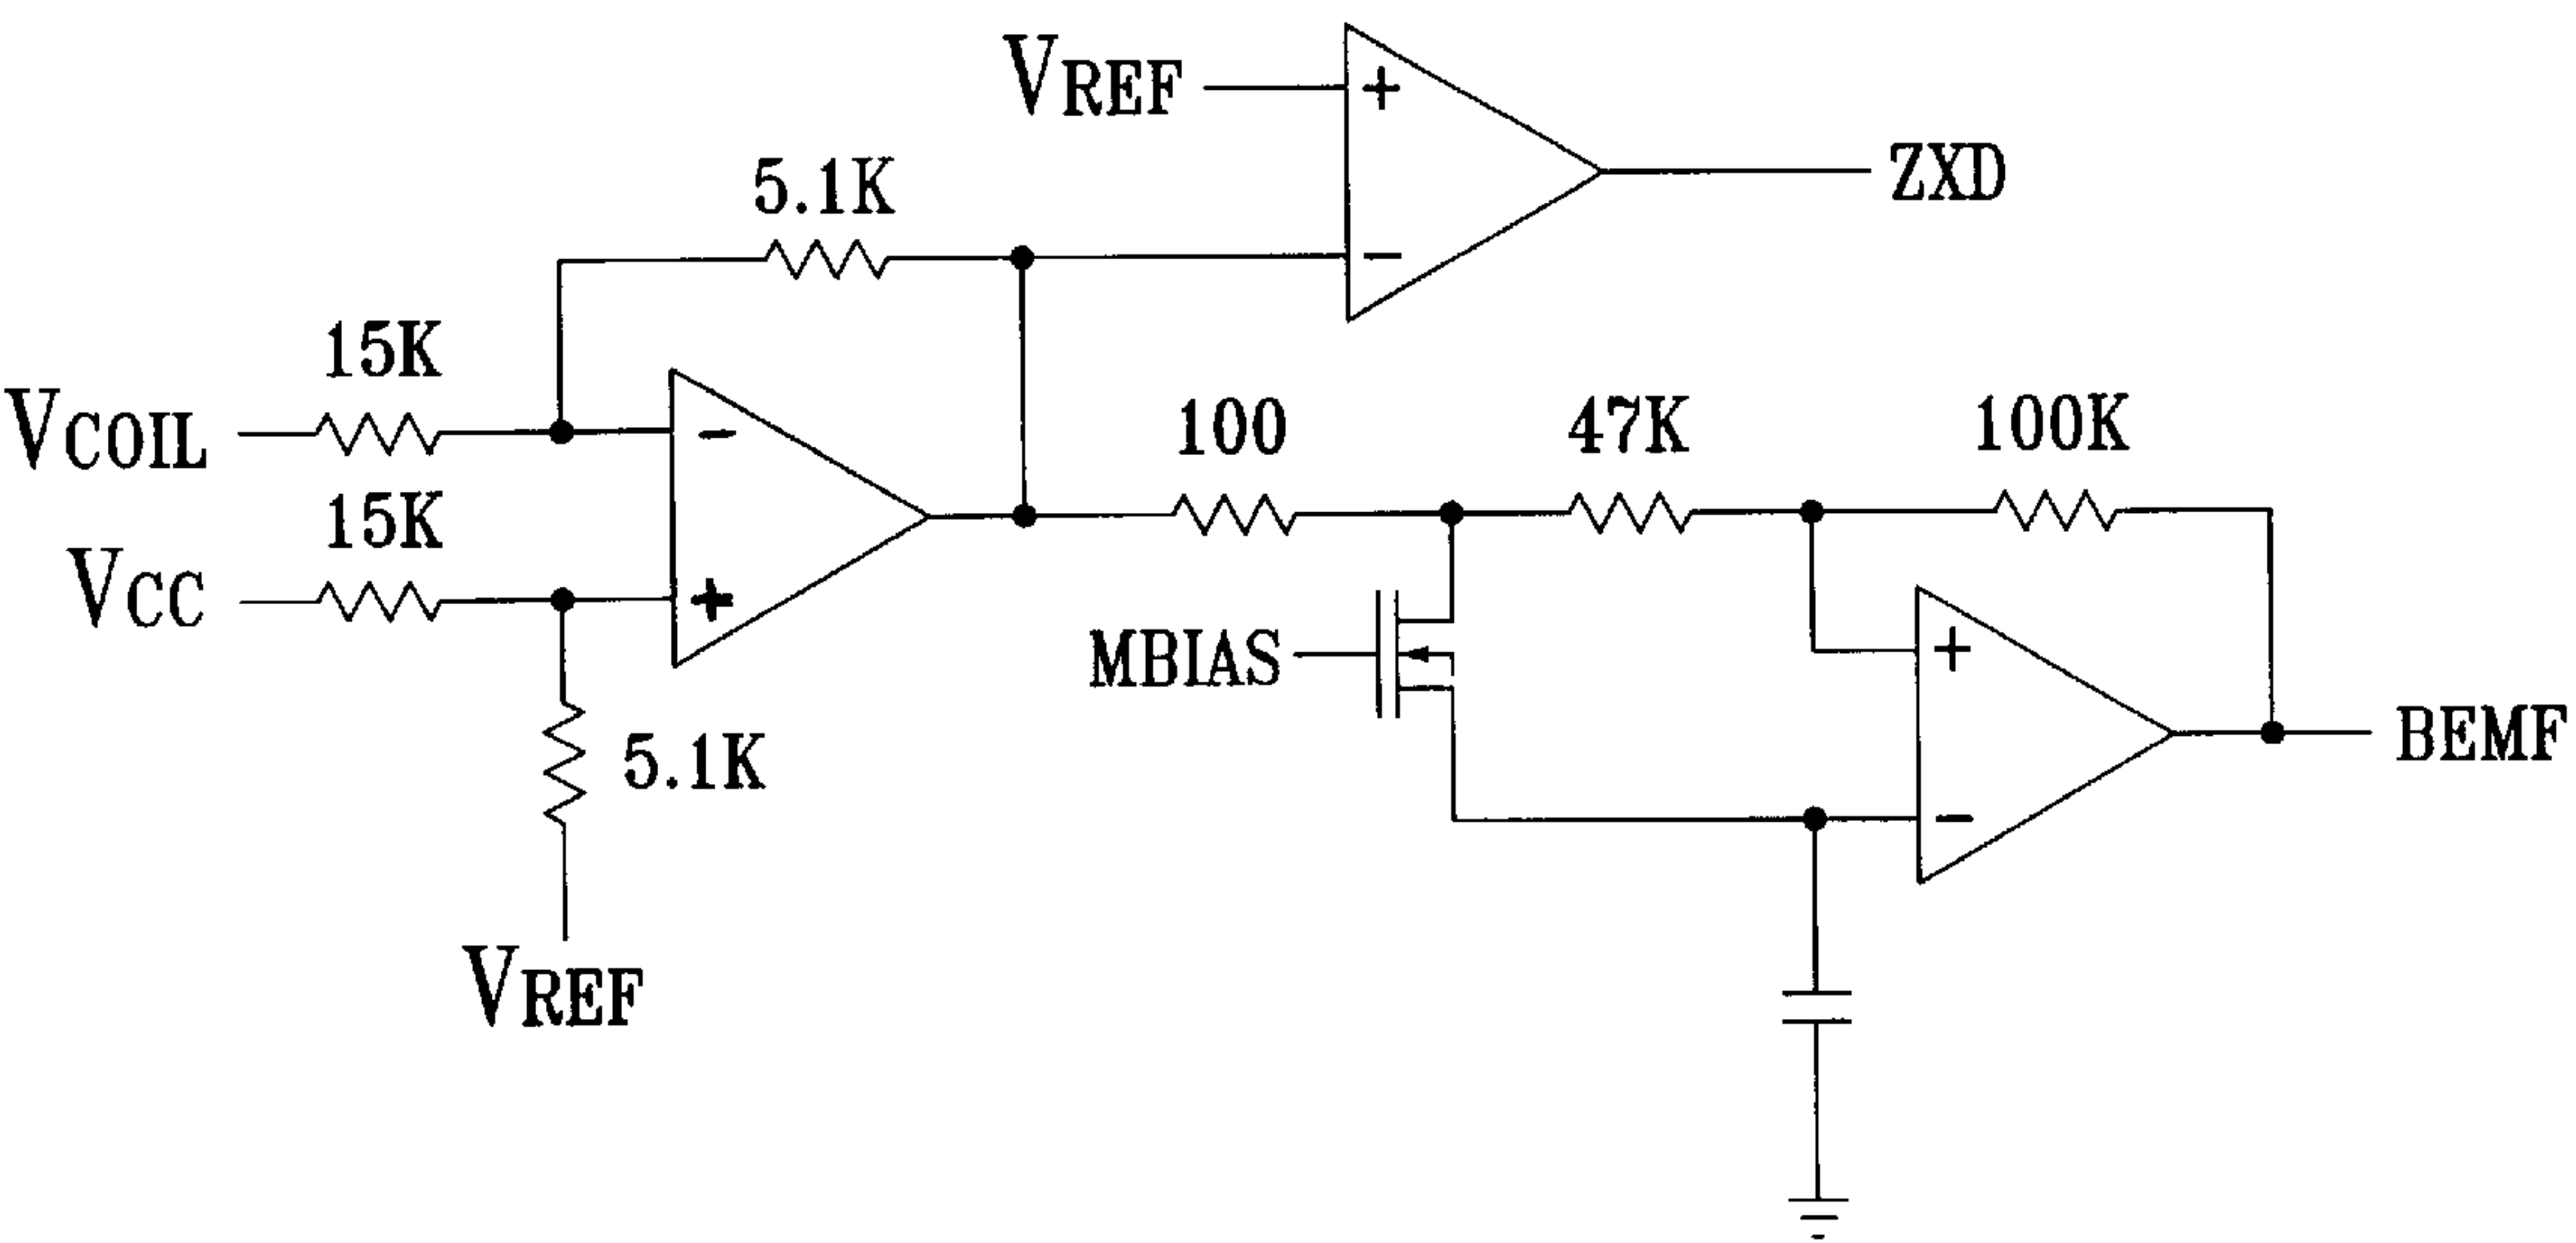 VREF
+
ZXD
5.1K
-
15K
VCOIL
-
100
47K
100K
15K
VCC
+
MBIAS
+
5.1K
BEMF
-
VREF